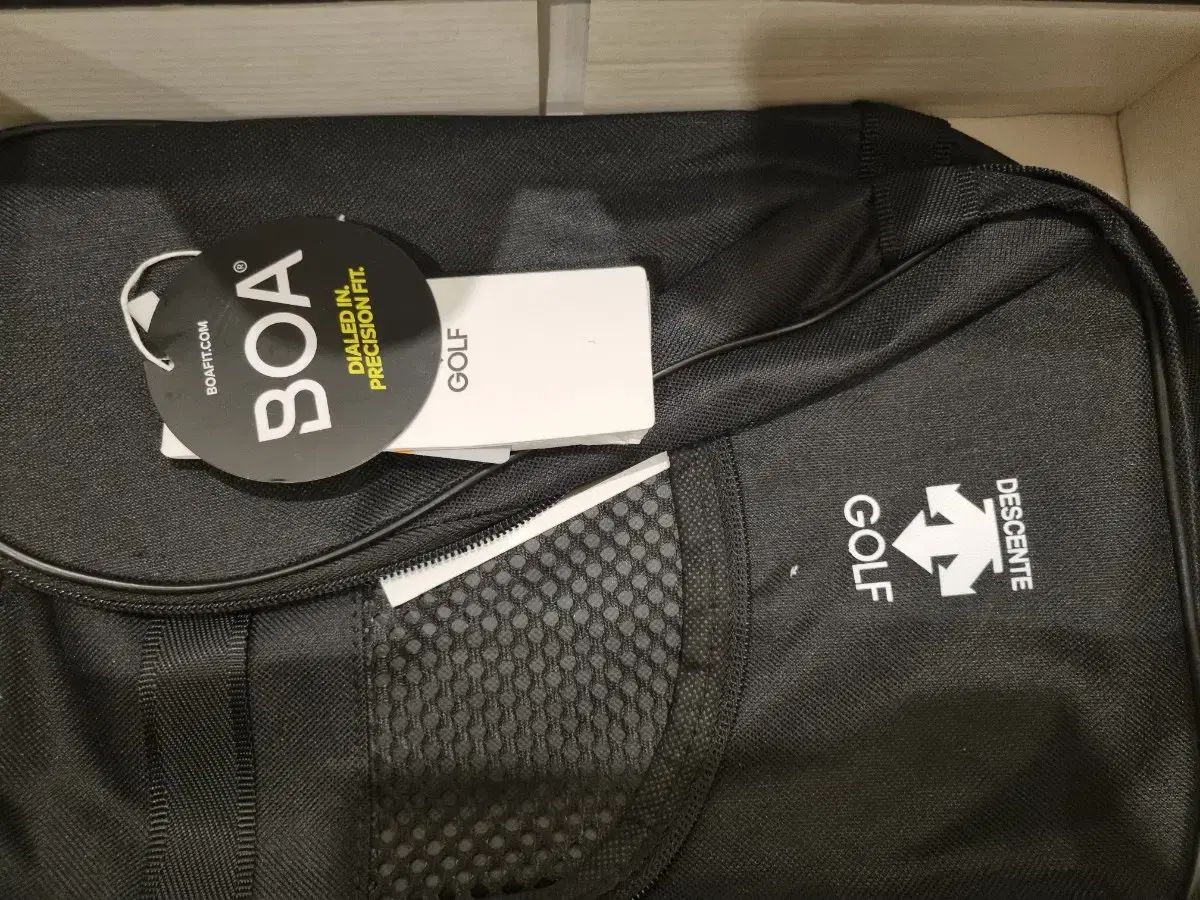 BOA®
DIALED IN.
PRECISION FIT.
BOAFIT.COM
GOLF
DESCENTE
GOLF